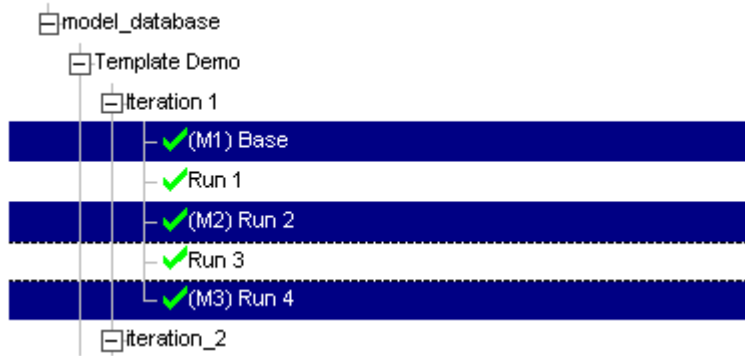 model_database
Template Demo
Iteration 1
(M1) Base
Run 1
(M2) Run 2
Run 3
(M3) Run 4
iteration_2